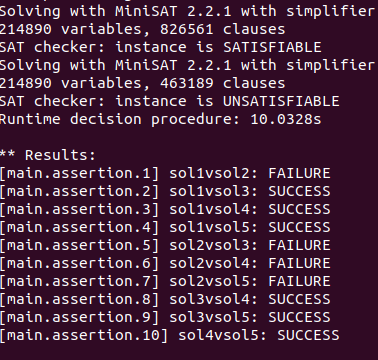 Solving with MiniSAT 2.2.1 with simplifier
214890 variables, 826561 clauses
SAT checker: instance is SATISFIABLE
Solving with MiniSAT 2.2.1 with simplifier
214890 variables, 463189 clauses
SAT checker: instance is UNSATISFIABLE
Runtime decision procedure: 10.0328s

** Results:
[main.assertion.1] sol1vsol2: FAILURE
[main.assertion.2] sol1vsol3: SUCCESS
[main.assertion.3] sol1vsol4: SUCCESS
[main.assertion.4] sol1vsol5: SUCCESS
[main.assertion.5] sol2vsol3: FAILURE
[main.assertion.6] sol2vsol4: FAILURE
[main.assertion.7] sol2vsol5: FAILURE
[main.assertion.8] sol3vsol4: SUCCESS
[main.assertion.9] sol3vsol5: SUCCESS
[main.assertion.10] sol4vsol5: SUCCESS